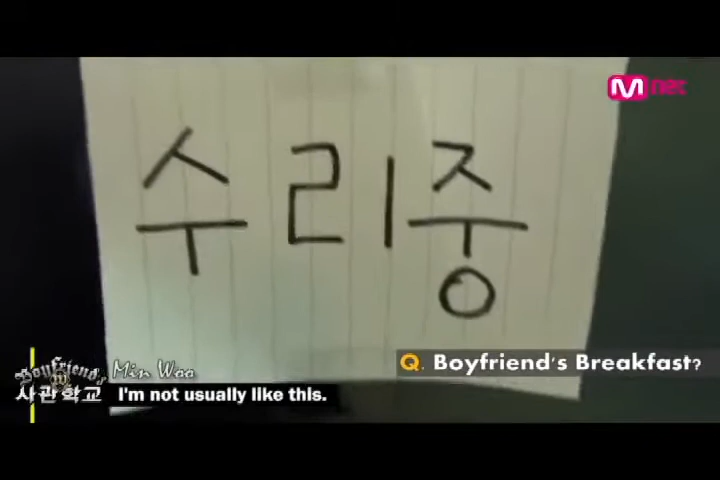 Mnet
수리중
Q. Boyfriend's Breakfast?
Min Woo
Boyfriend's
사관학교
I'm not usually like this.